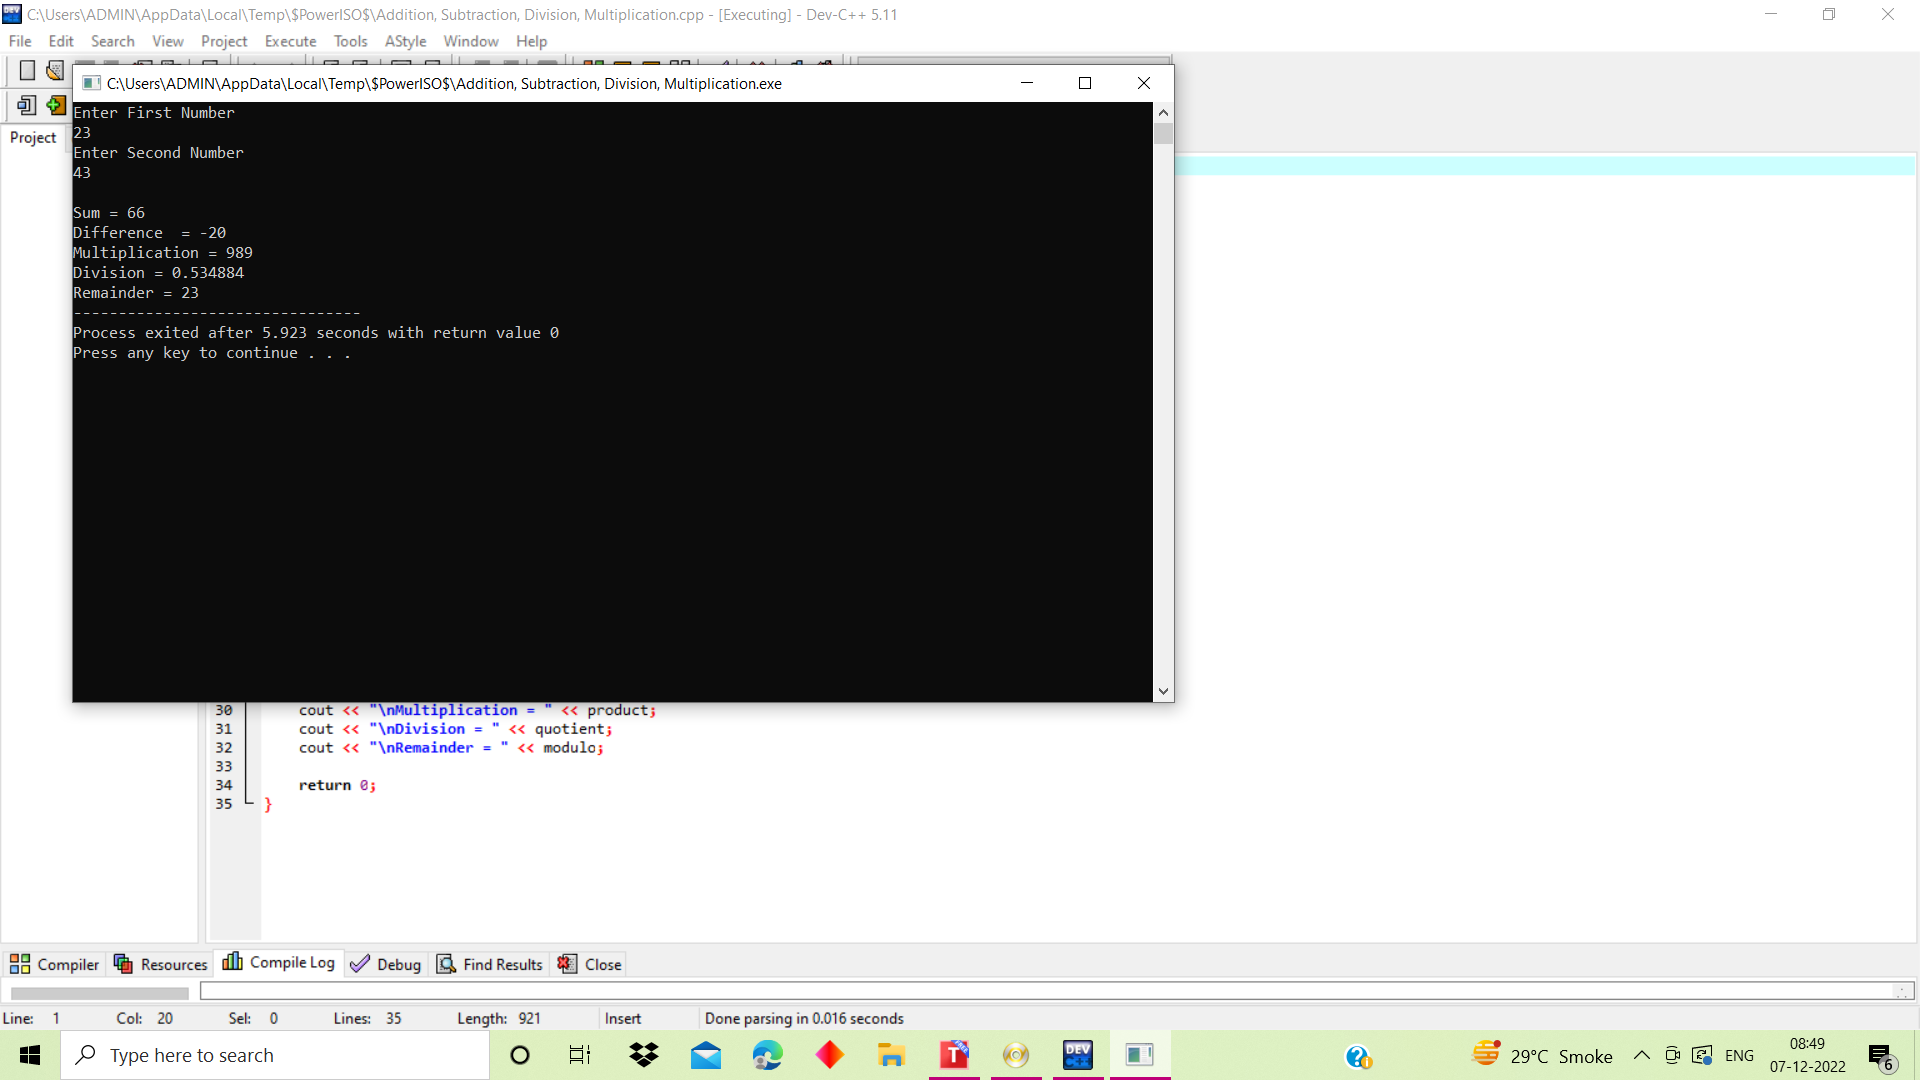 C:\Users\ADMIN\AppData\Local\Temp\$PowerISO$\Addition, Subtraction, Division, Multiplication.cpp - [Executing] - Dev-C++ 5.11
File Edit Search View Project Execute Tools AStyle Window Help
C:\Users\ADMIN\AppData\Local\Temp\$PowerISO$\Addition, Subtraction, Division, Multiplication.exe
Project
Enter First Number
23
Enter Second Number
43
Sum = 66
Difference  = -20
Multiplication = 989
Division = 0.534884
Remainder = 23
--------------------------------
Process exited after 5.923 seconds with return value 0
Press any key to continue . . .
30 cout << "\nMultiplication = " << product;
31 cout << "\nDivision = " << quotient;
32 cout << "\nRemainder = " << modulo;
33
34 return 0;
35 }
Compiler Resources Compile Log Debug Find Results Close
Line: 1 Col: 20 Sel: 0 Lines: 35 Length: 921 Insert Done parsing in 0.016 seconds
Type here to search DEV C++ 29°C Smoke ENG 08:49
07-12-2022 6